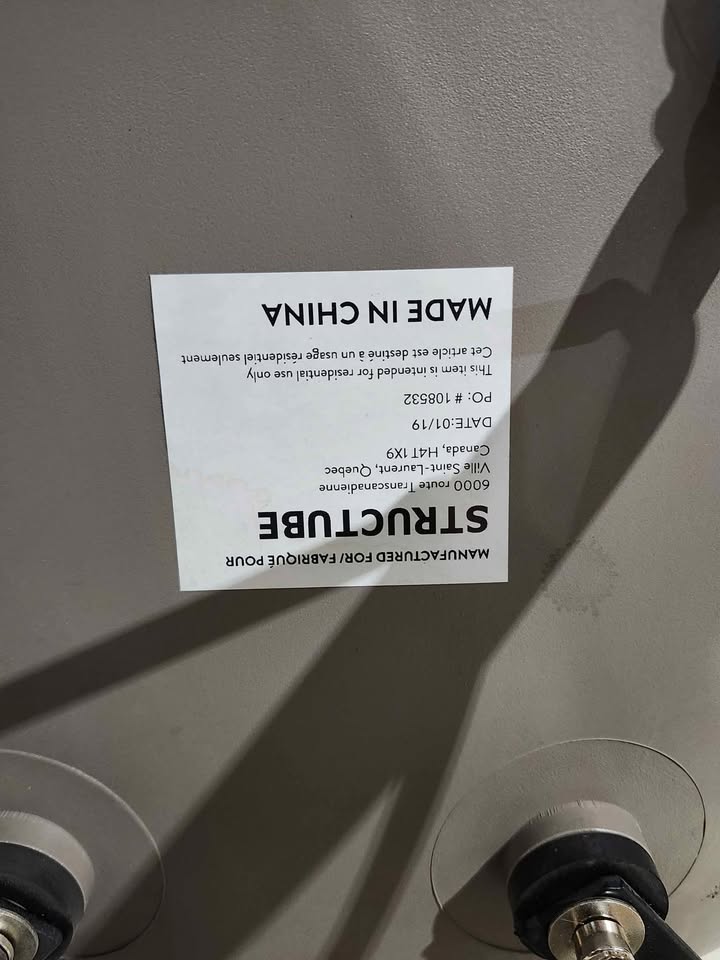 MANUFACTURED FOR/ FABRIQUÉ POUR
STRUCTUBE
6000 route Transcanadienne
Ville Saint-Laurent, Quebec
Canada, H4T 1X9
DATE:01/19
PO: # 108532
This item is intended for residential use only
Cet article est destiné à un usage résidentiel seulement
MADE IN CHINA